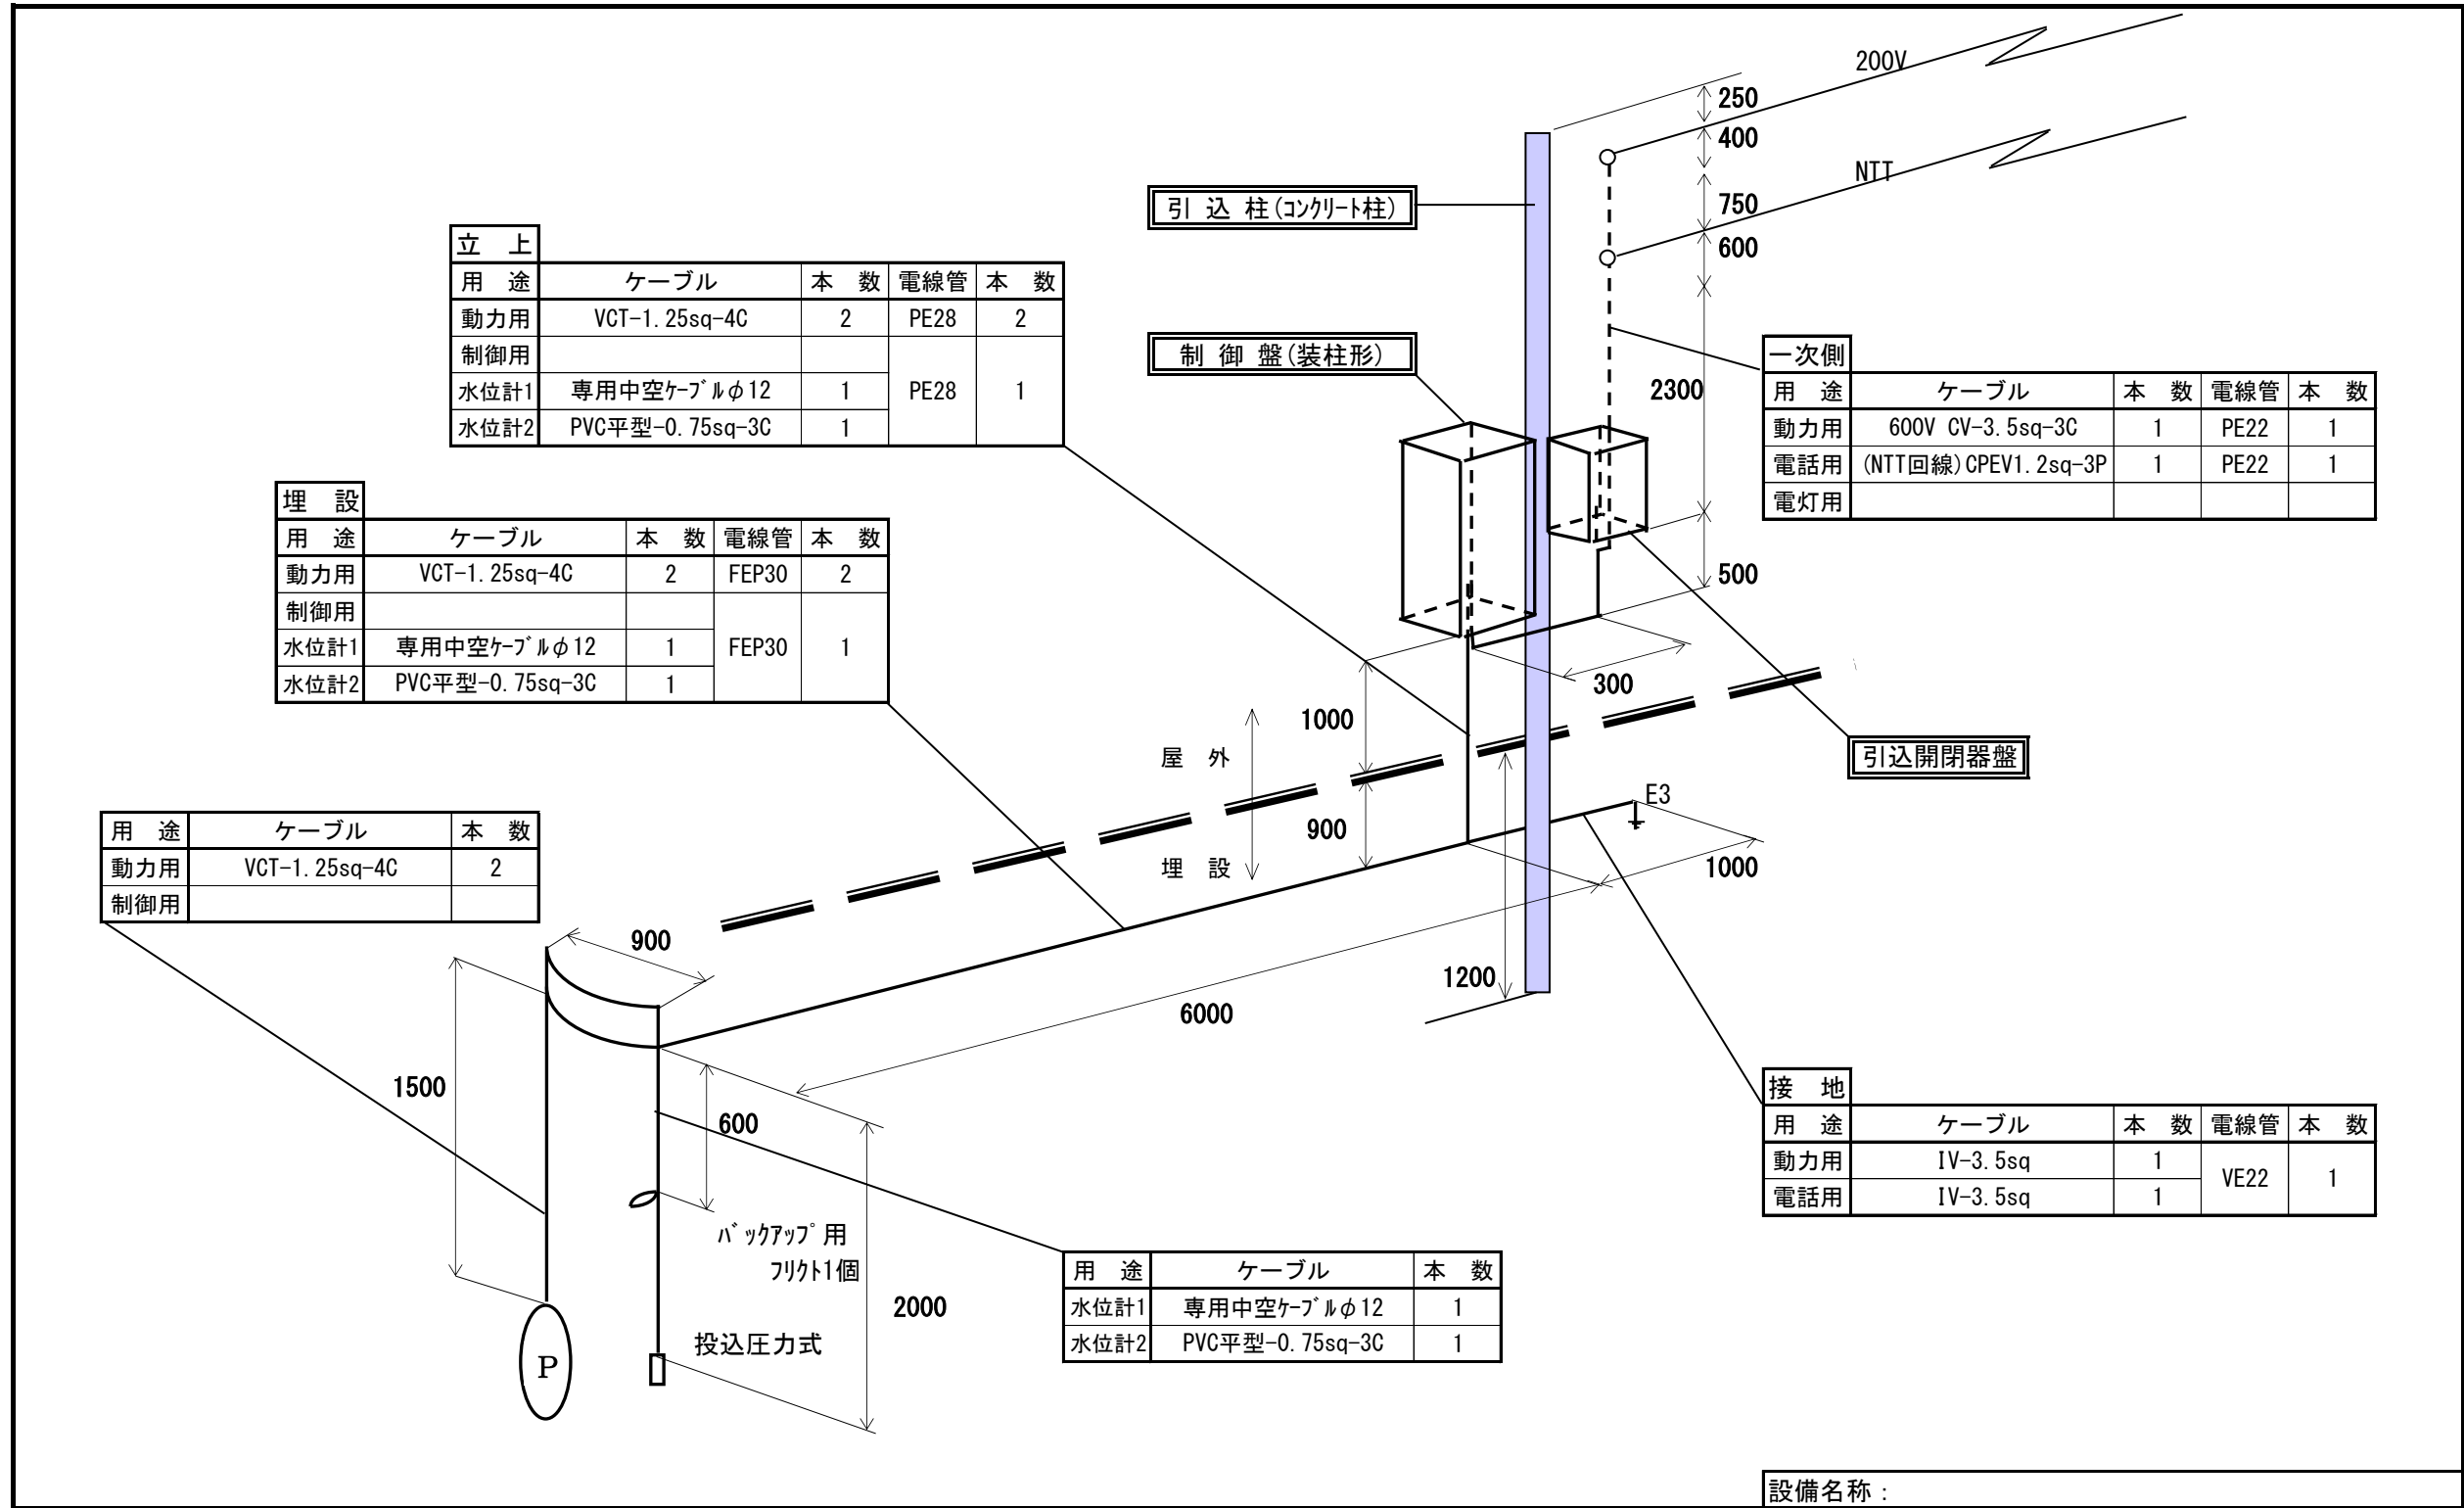 200V
250
400
NTT
750
600
引 込 柱(ｺﾝｸﾘｰﾄ柱)
立 上
用 途 ケーブル 本 数 電線管 本 数
動力用 VCT-1.25sq-4C 2 PE28 2
制御用
水位計1 専用中空ｹｰﾌﾞﾙφ12 1 PE28 1
水位計2 PVC平型-0.75sq-3C 1
制 御 盤(装柱形)
2300
一次側
用 途 ケーブル 本 数 電線管 本 数
動力用 600V CV-3.5sq-3C 1 PE22 1
電話用 (NTT回線)CPEV1.2sq-3P 1 PE22 1
電灯用
埋 設
用 途 ケーブル 本 数 電線管 本 数
動力用 VCT-1.25sq-4C 2 FEP30 2
制御用
水位計1 専用中空ｹｰﾌﾞﾙφ12 1 FEP30 1
水位計2 PVC平型-0.75sq-3C 1
500
300
1000
屋 外
引込開閉器盤
E3
900
埋 設
1000
用 途 ケーブル 本 数
動力用 VCT-1.25sq-4C 2
制御用
900
1200
6000
1500
600
ﾊﾞｯｸｱｯﾌﾟ用
ﾌﾘｸﾄ1個
2000
投込圧力式
P
接 地
用 途 ケーブル 本 数 電線管 本 数
動力用 IV-3.5sq 1 VE22 1
電話用 IV-3.5sq 1
用 途 ケーブル 本 数
水位計1 専用中空ｹｰﾌﾞﾙφ12 1
水位計2 PVC平型-0.75sq-3C 1
設備名称：